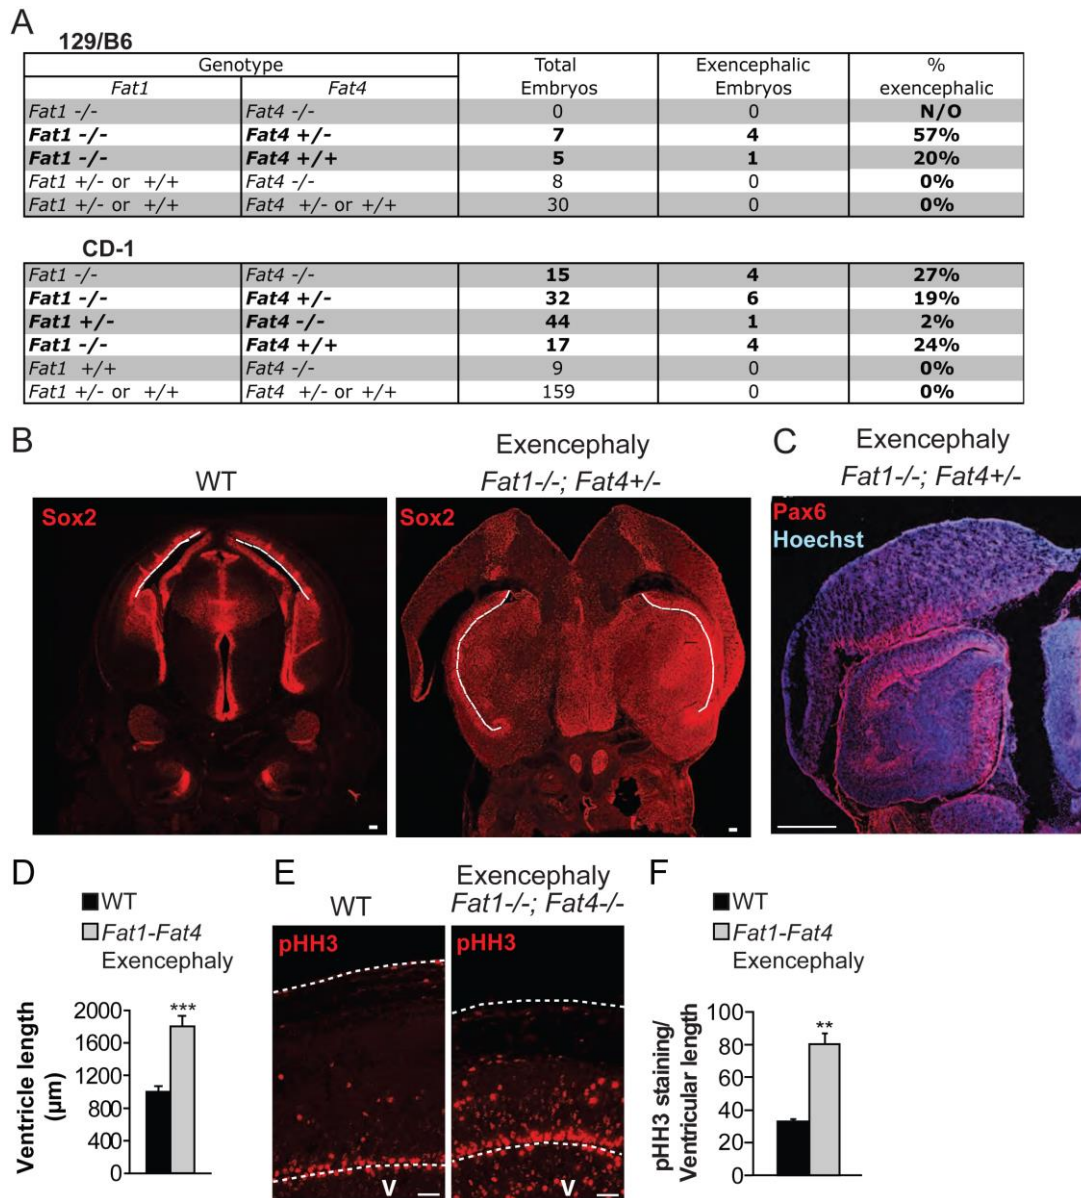 A
129/B6
Genotype Total Exencephalic %
Fat1 Fat4 Embryos Embryos exencephalic
Fat1 -/- Fat4 -/- 0 0 N/O
Fat1 -/- Fat4 +/- 7 4 57%
Fat1 -/- Fat4 +/+ 5 1 20%
Fat1 +/- or +/+ Fat4 -/- 8 0 0%
Fat1 +/- or +/+ Fat4 +/- or +/+ 30 0 0%
CD-1
Fat1 -/- Fat4 -/- 15 4 27%
Fat1 -/- Fat4 +/- 32 6 19%
Fat1 +/- Fat4 -/- 44 1 2%
Fat1 -/- Fat4 +/+ 17 4 24%
Fat1 +/+ Fat4 -/- 9 0 0%
Fat1 +/- or +/+ Fat4 +/- or +/+ 159 0 0%
B
WT
Sox2
Exencephaly
Fat1-/-; Fat4+/-
Sox2
C
Exencephaly
Fat1-/-; Fat4+/-
Pax6
Hoechst
D
WT
Fat1-Fat4
Exencephaly
Ventricle length
(µm)
2000
1600
1200
800
400
0
***
E
WT
pHH3
V
Exencephaly
Fat1-/-; Fat4-/-
pHH3
V
F
WT
Fat1-Fat4
Exencephaly
pHH3 staining/
Ventricular length
100
80
60
40
20
0
**